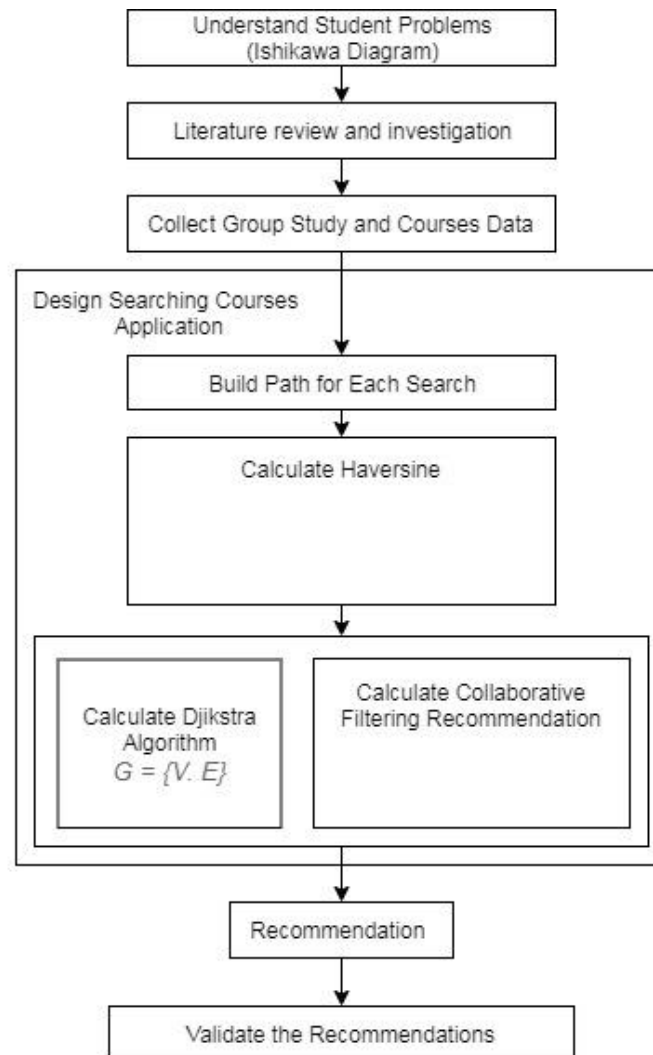 Understand Student Problems
(Ishikawa Diagram)
Literature review and investigation
Collect Group Study and Courses Data
Design Searching Courses
Application
Build Path for Each Search
Calculate Haversine
Calculate Djikstra
Algorithm
G = {V. E}
Calculate Collaborative
Filtering Recommendation
Recommendation
Validate the Recommendations